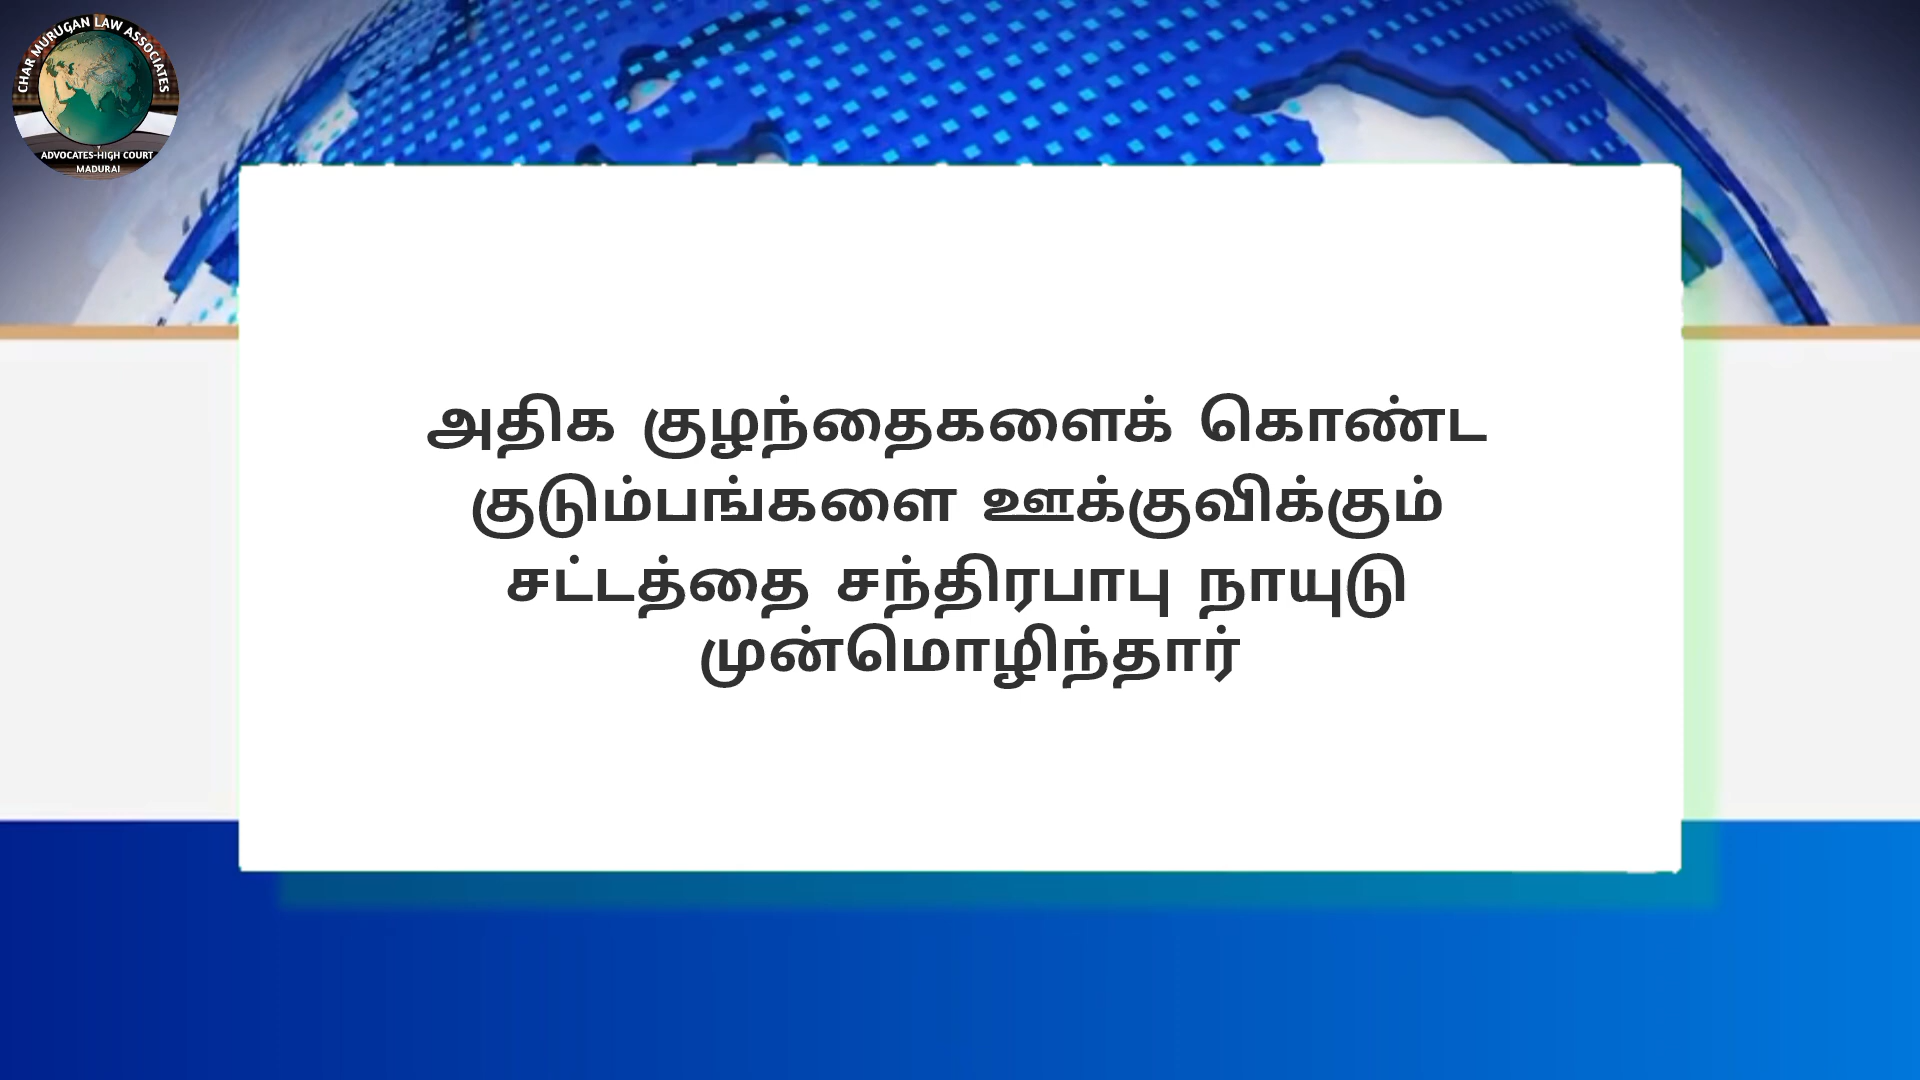 CHAR MURUGAN LAW ASSOCIATES
ADVOCATES-HIGH COURT
MADURAI
அதிக குழந்தைகளைக் கொண்ட
குடும்பங்களை ஊக்குவிக்கும்
சட்டத்தை சந்திரபாபு நாயுடு
முன்மொழிந்தார்